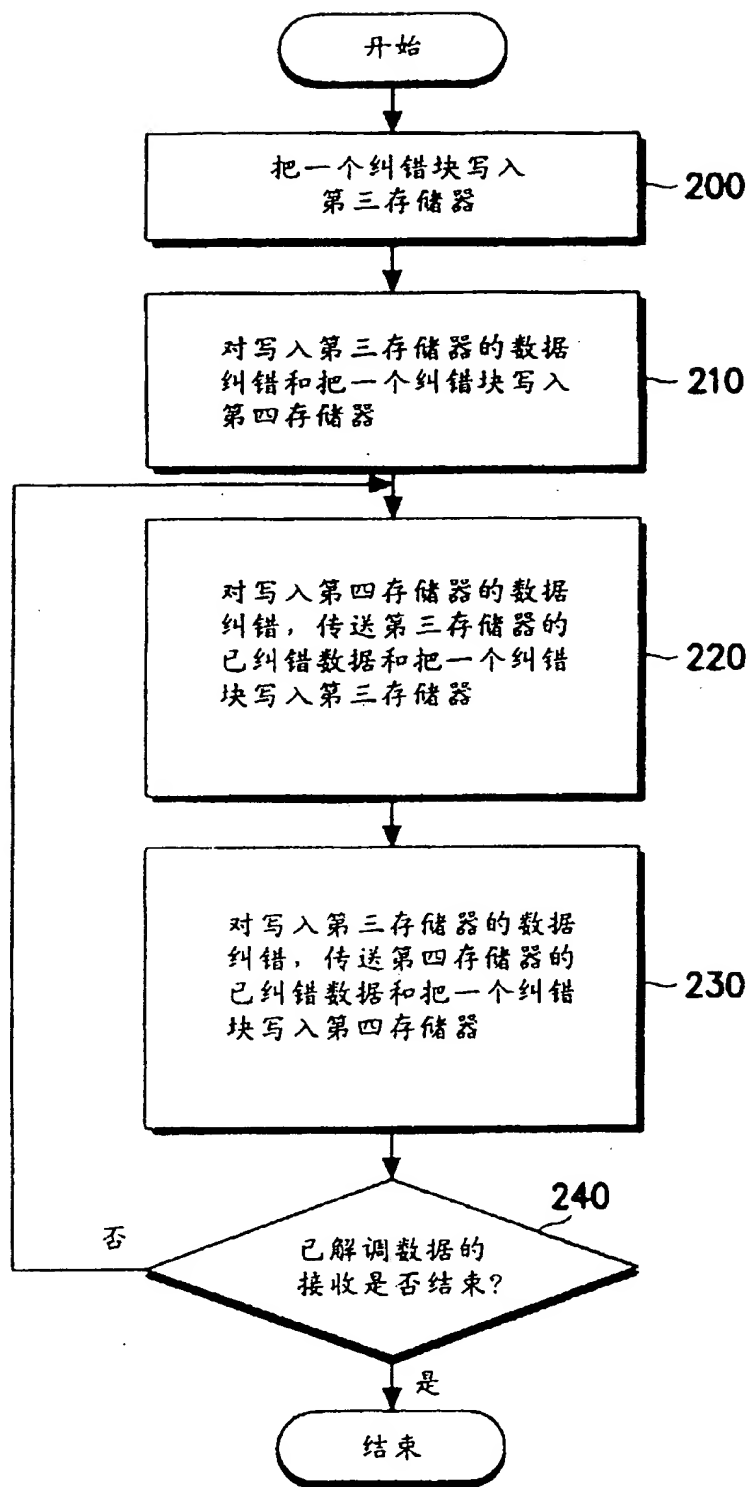 开始
把一个纠错块写入
第三存储器
200
对写入第三存储器的数据
纠错和把一个纠错块写入
第四存储器
210
对写入第四存储器的数据
纠错，传送第三存储器的
已纠错数据和把一个纠错
块写入第三存储器
220
对写入第三存储器的数据
纠错，传送第四存储器的
已纠错数据和把一个纠错
块写入第四存储器
230
240
否
已解调数据的
接收是否结束?
是
结束